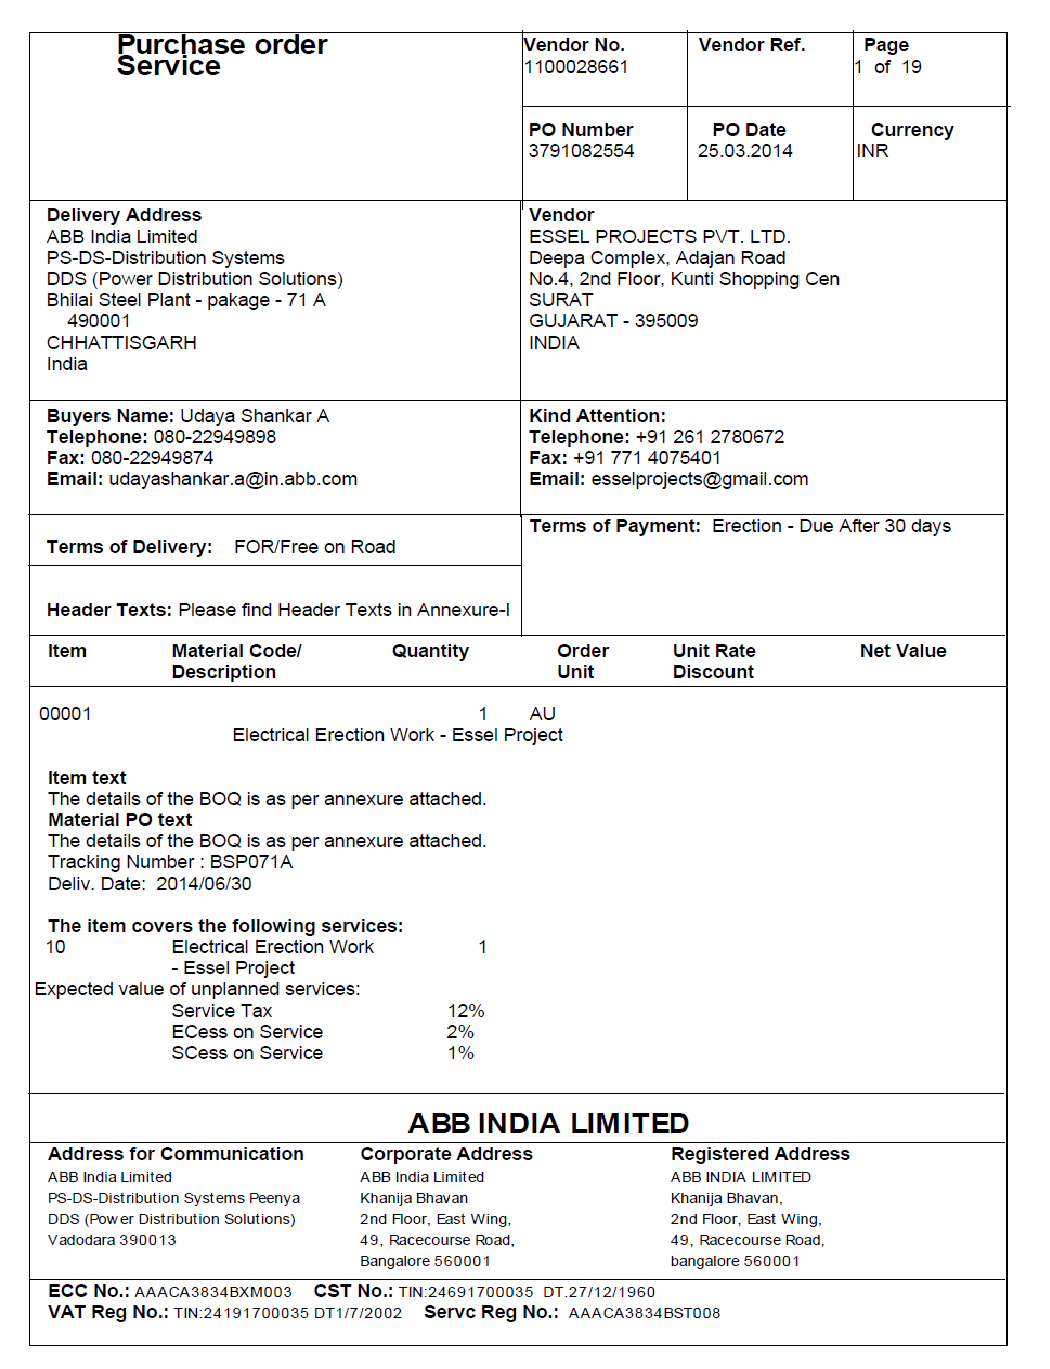 Purchase order
Service
Vendor No.
1100028661
Vendor Ref.
Page
1 of 19
PO Number
3791082554
PO Date
25.03.2014
Currency
INR
Delivery Address
ABB India Limited
PS-DS-Distribution Systems
DDS (Power Distribution Solutions)
Bhilai Steel Plant - pakage - 71 A
490001
CHHATTISGARH
India
Vendor
ESSEL PROJECTS PVT. LTD.
Deepa Complex, Adajan Road
No.4, 2nd Floor, Kunti Shopping Cen
SURAT
GUJARAT - 395009
INDIA
Buyers Name: Udaya Shankar A
Telephone: 080-22949898
Fax: 080-22949874
Email: udayashankar.a@in.abb.com
Kind Attention:
Telephone: +91 261 2780672
Fax: +91 771 4075401
Email: esselprojects@gmail.com
Terms of Delivery: FOR/Free on Road
Terms of Payment: Erection - Due After 30 days
Header Texts: Please find Header Texts in Annexure-I
Item Material Code/ Quantity Order Unit Rate Net Value
Description Unit Discount
00001 1 AU
Electrical Erection Work - Essel Project
Item text
The details of the BOQ is as per annexure attached.
Material PO text
The details of the BOQ is as per annexure attached.
Tracking Number : BSP071A
Deliv. Date: 2014/06/30
The item covers the following services:
10 Electrical Erection Work 1
- Essel Project
Expected value of unplanned services:
Service Tax 12%
ECess on Service 2%
SCess on Service 1%
ABB INDIA LIMITED
Address for Communication
ABB India Limited
PS-DS-Distribution Systems Peenya
DDS (Power Distribution Solutions)
Vadodara 390013
Corporate Address
ABB India Limited
Khanija Bhavan
2nd Floor, East Wing,
49, Racecourse Road,
Bangalore 560001
Registered Address
ABB INDIA LIMITED
Khanija Bhavan,
2nd Floor, East Wing,
49, Racecourse Road,
bangalore 560001
ECC No.: AAACA3834BXM003 CST No.: TIN:24691700035 DT.27/12/1960
VAT Reg No.: TIN:24191700035 DT1/7/2002 Servc Reg No.: AAACA3834BST008